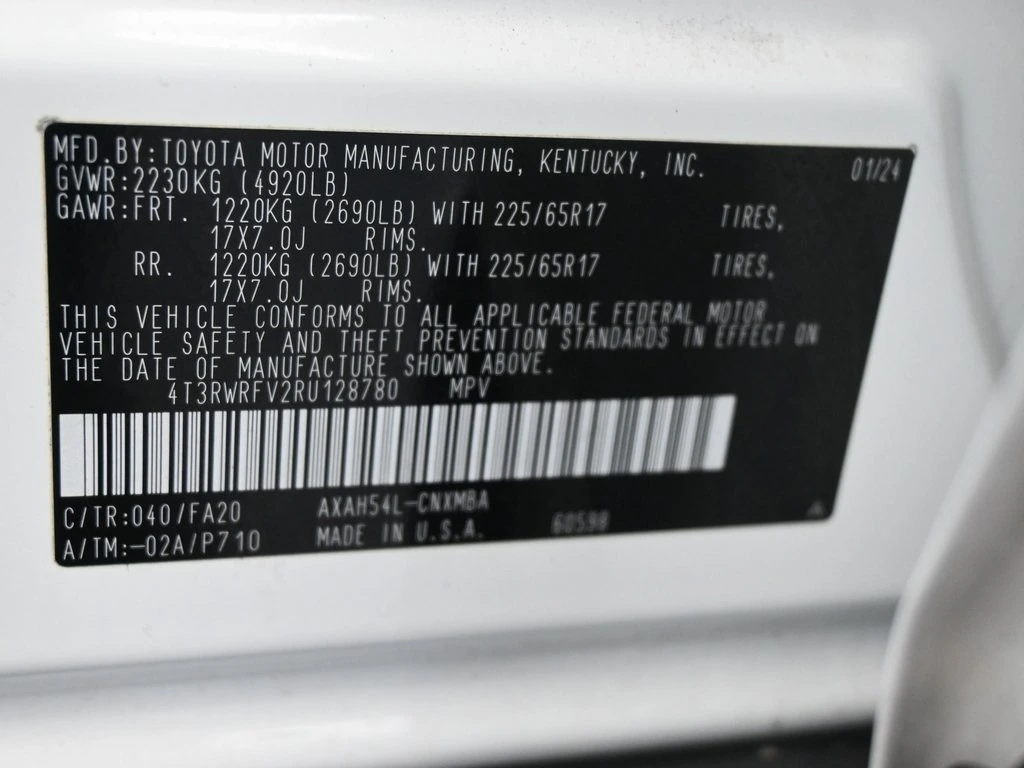 MFD.BY:TOYOTA MOTOR MANUFACTURING, KENTUCKY, INC. 01/24
GVWR:2230KG (4920LB)
GAWR:FRT. 1220KG (2690LB) WITH 225/65R17 TIRES,
17X7.0J RIMS.
RR. 1220KG (2690LB) WITH 225/65R17 TIRES,
17X7.0J RIMS.
THIS VEHICLE CONFORMS TO ALL APPLICABLE FEDERAL MOTOR
VEHICLE SAFETY AND THEFT PREVENTION STANDARDS IN EFFECT ON
THE DATE OF MANUFACTURE SHOWN ABOVE.
4T3RWRFV2RU128780 MPV
C/TR:040/FA20 AXAH54L-CNXMBA
A/TM:-02A/P710 MADE IN U.S.A.